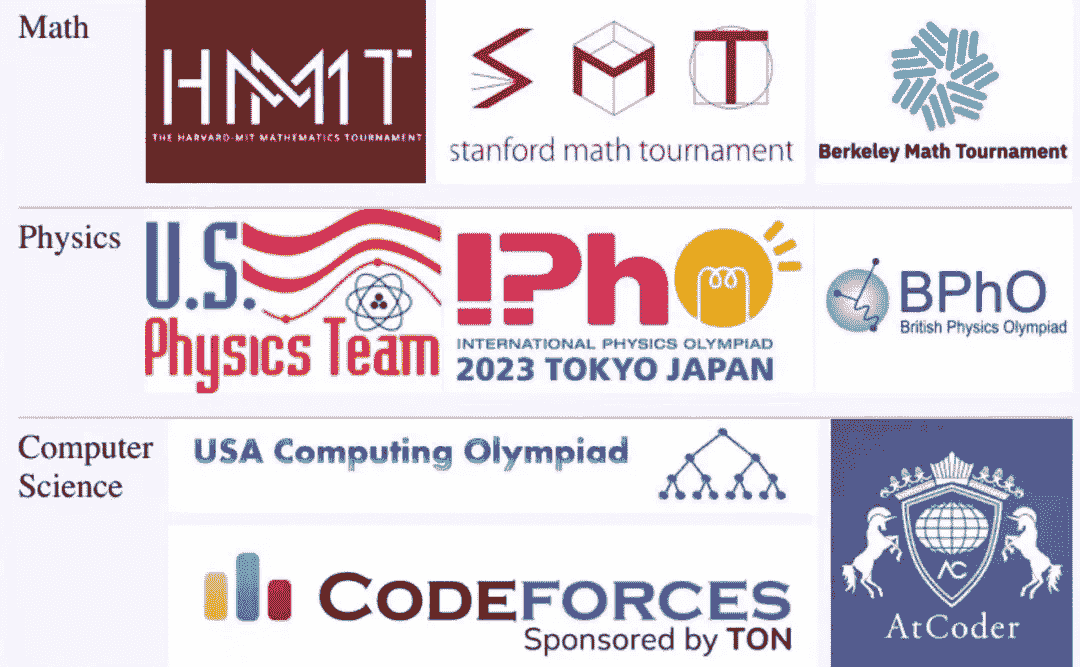 Math
HMMT
THE HARVARD-MIT MATHEMATICS TOURNAMENT
SMT
stanford math tournament
Berkeley Math Tournament
Physics
U.S.
Physics Team
IPhO
INTERNATIONAL PHYSICS OLYMPIAD
2023 TOKYO JAPAN
BPhO
British Physics Olympiad
Computer
Science
USA Computing Olympiad
CODEFORCES
Sponsored by TON
AC
AtCoder